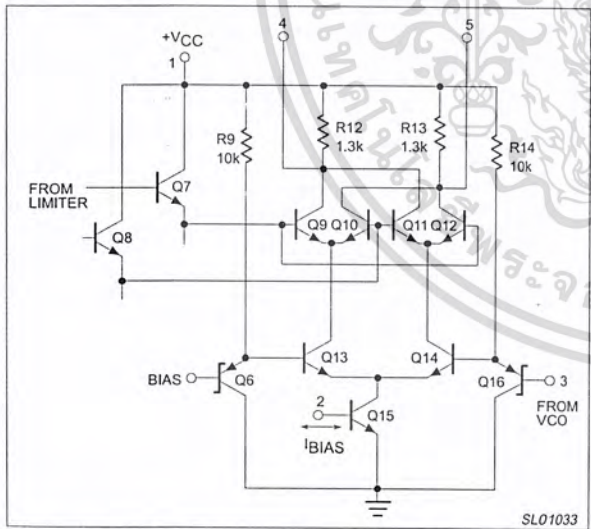 +VCC
1
4
5
R9
10k
R12
1.3k
R13
1.3k
R14
10k
FROM
LIMITER
Q7
Q8
Q9
Q10
Q11
Q12
Q13
Q14
BIAS
Q6
Q16
3
FROM
VCO
2
IBIAS
Q15
SL01033